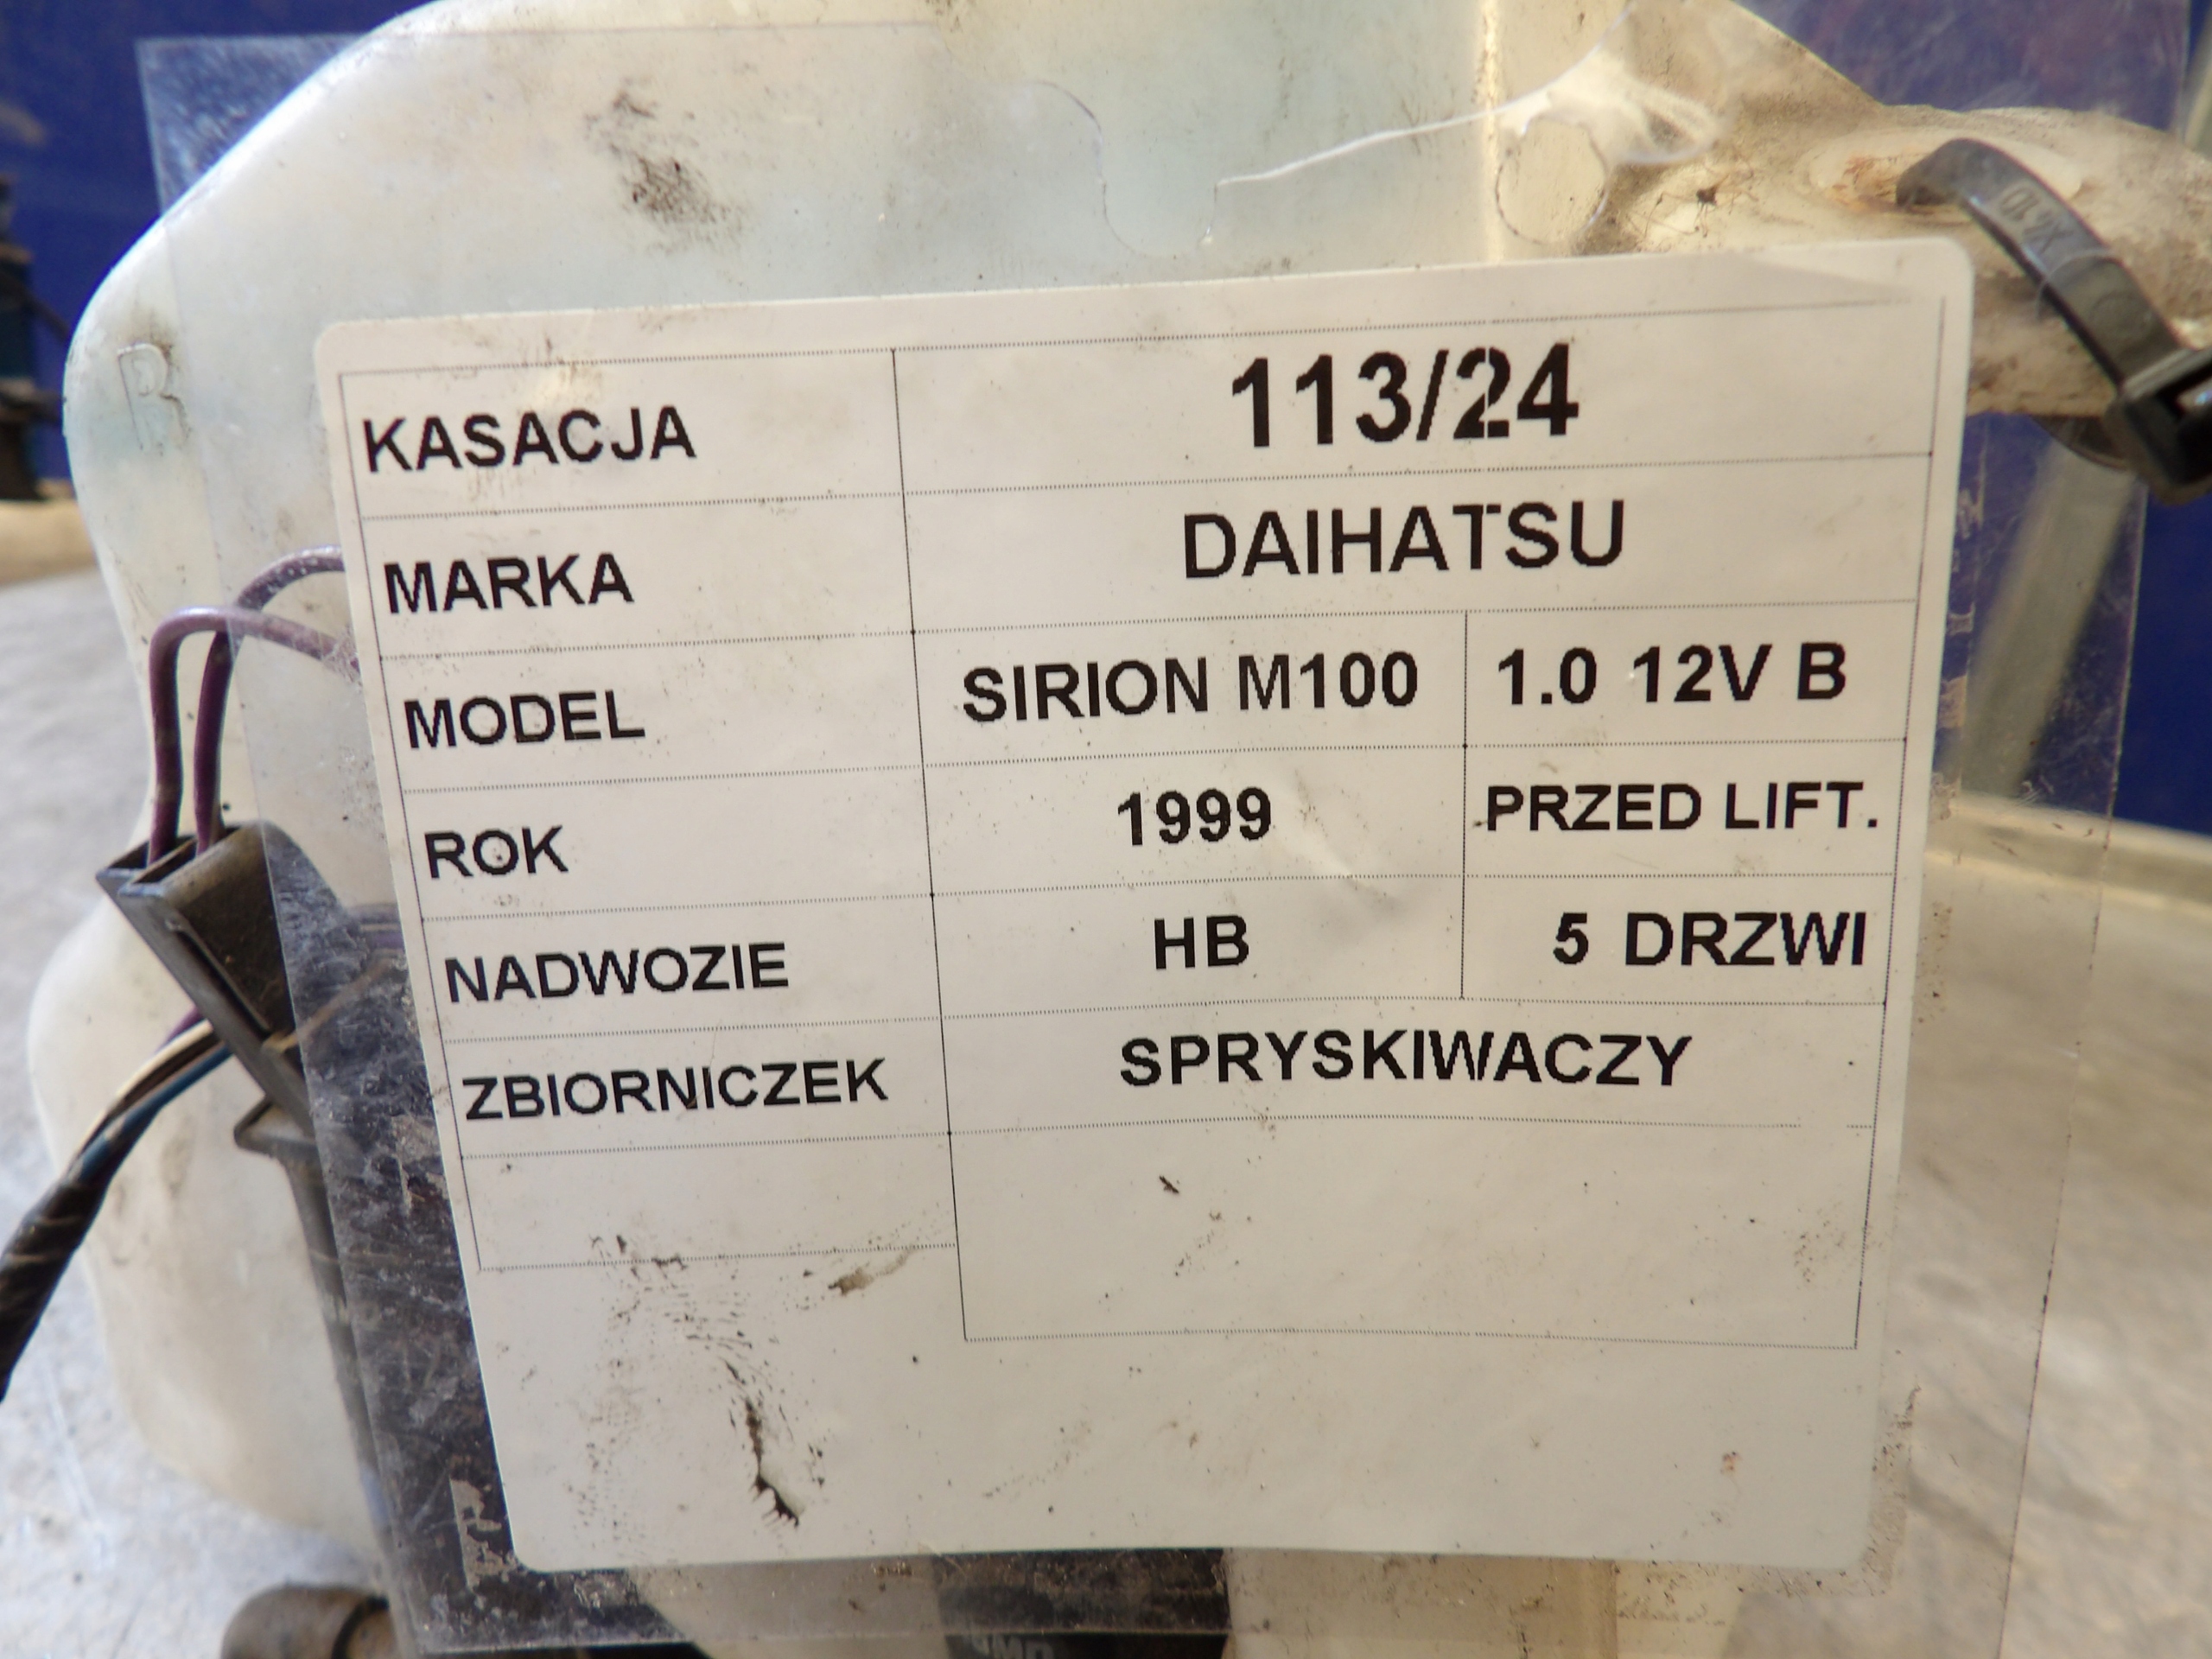 KASACJA 113/24
MARKA DAIHATSU
MODEL SIRION M100 1.0 12V B
ROK 1999 PRZED LIFT.
NADWOZIE HB 5 DRZWI
ZBIORNICZEK SPRYSKIWACZY
R